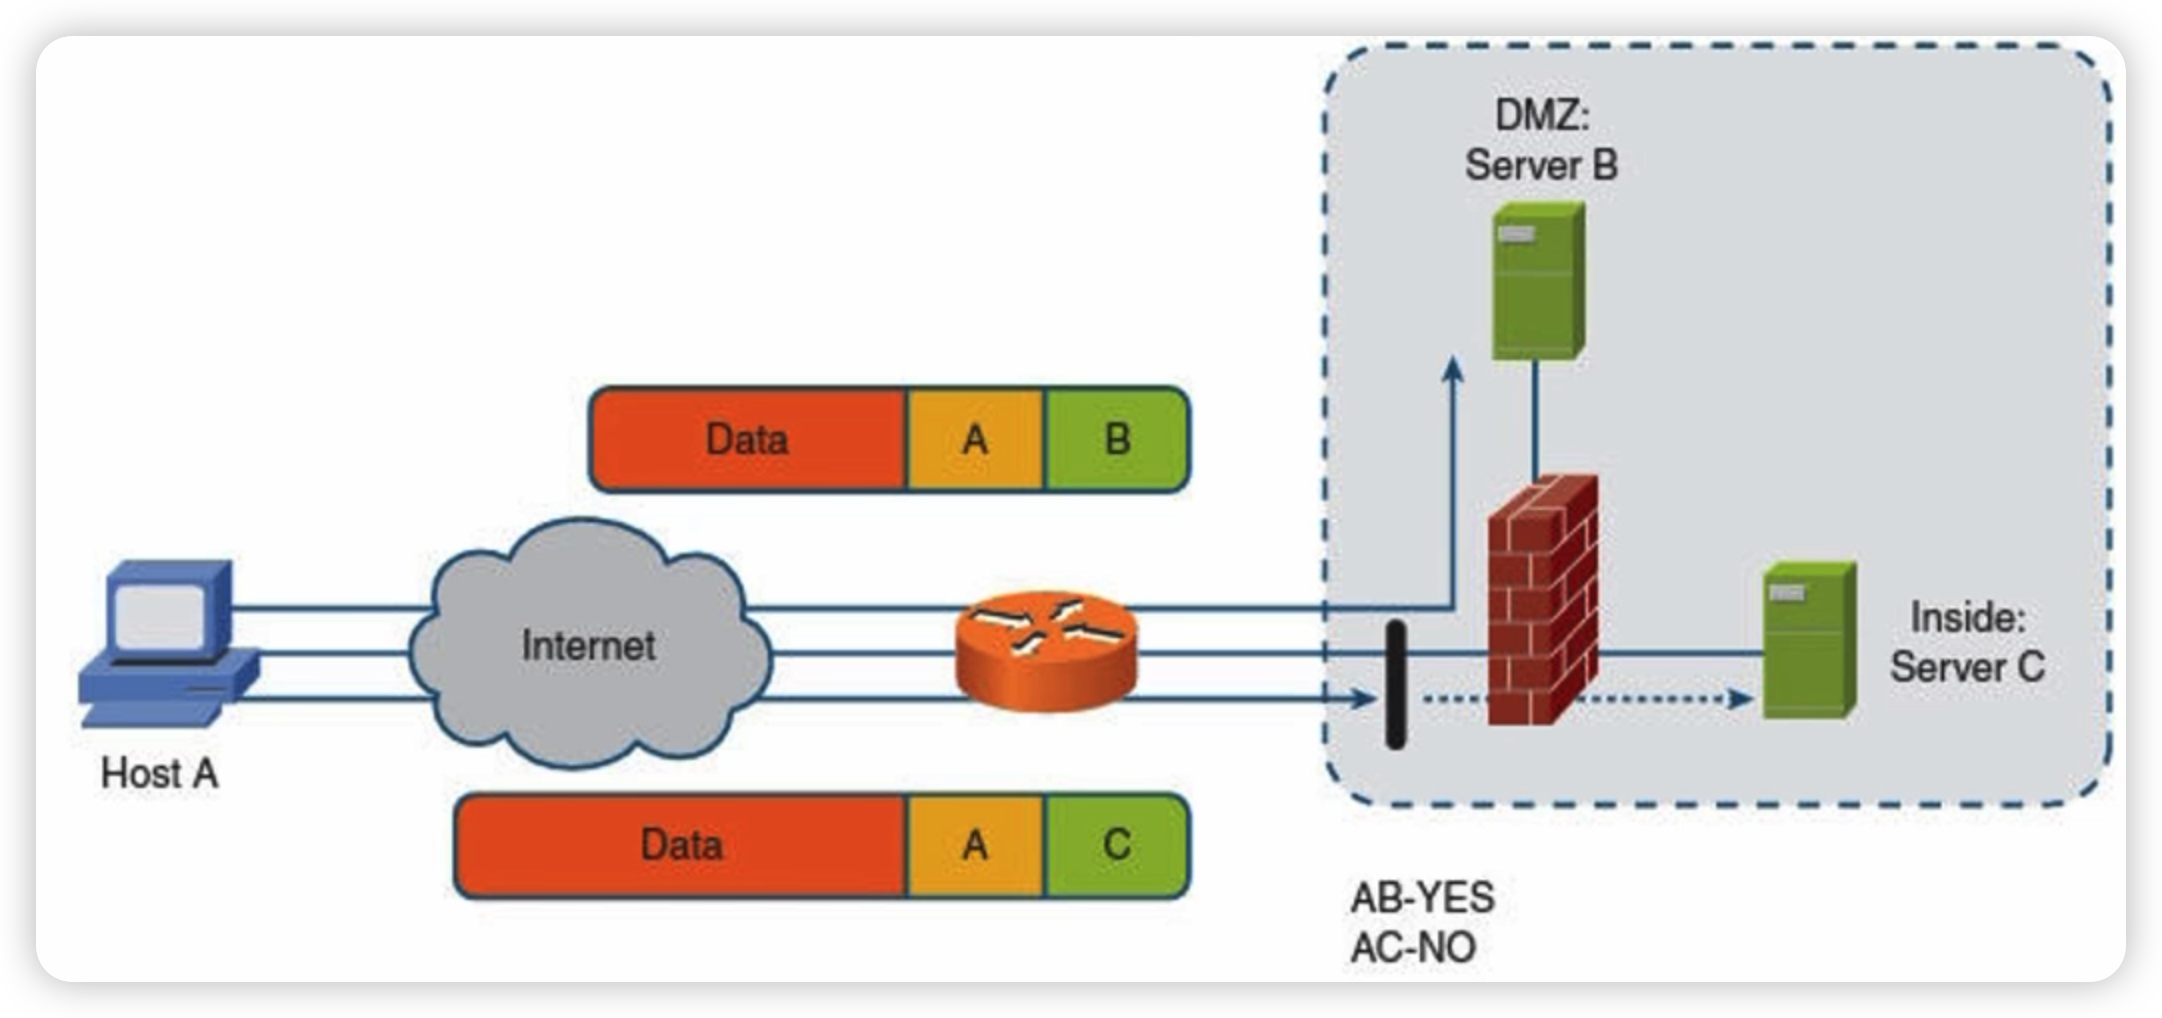 DMZ:
Server B
Data A B
Internet
Inside:
Server C
Host A
Data A C
AB-YES
AC-NO